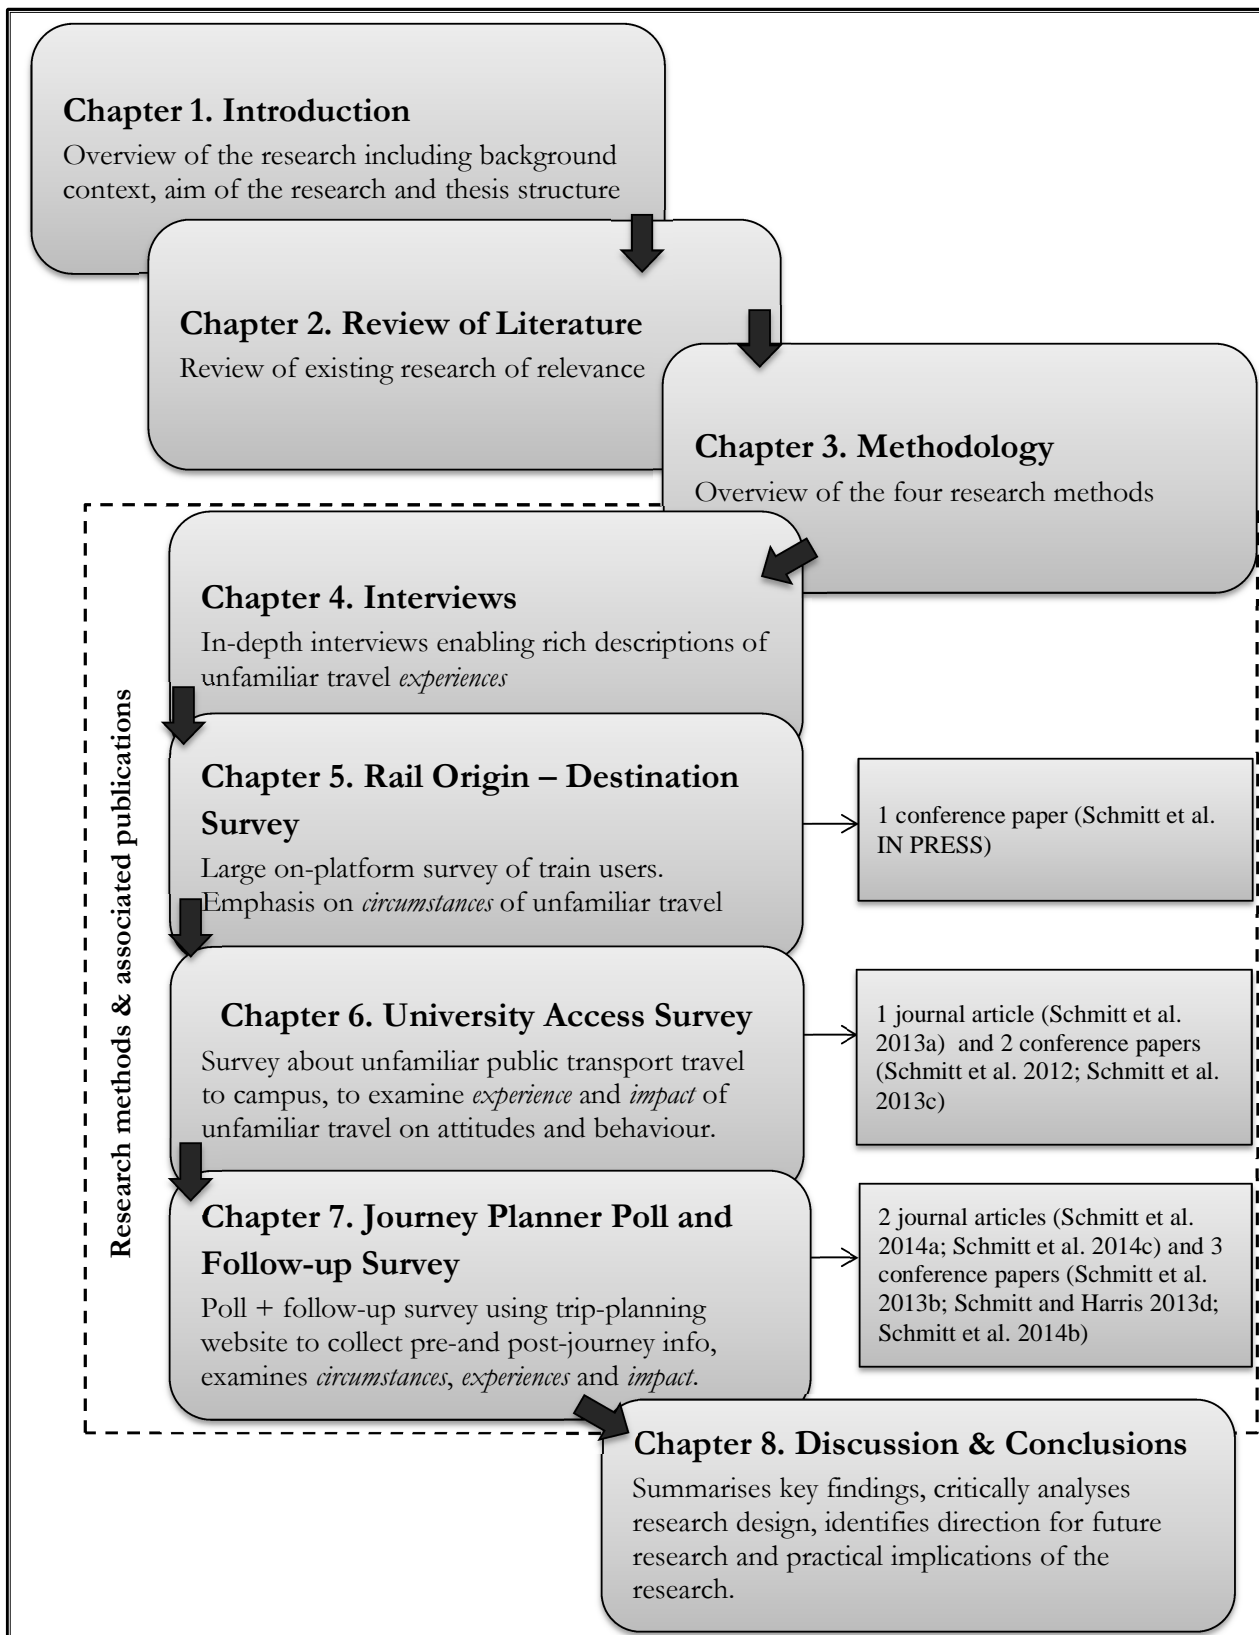 Chapter 1. Introduction
Overview of the research including background
context, aim of the research and thesis structure
Chapter 2. Review of Literature
Review of existing research of relevance
Chapter 3. Methodology
Overview of the four research methods
Research methods & associated publications
Chapter 4. Interviews
In-depth interviews enabling rich descriptions of
unfamiliar travel experiences
Chapter 5. Rail Origin – Destination
Survey
Large on-platform survey of train users.
Emphasis on circumstances of unfamiliar travel
1 conference paper (Schmitt et al.
IN PRESS)
Chapter 6. University Access Survey
Survey about unfamiliar public transport travel
to campus, to examine experience and impact of
unfamiliar travel on attitudes and behaviour.
1 journal article (Schmitt et al.
2013a) and 2 conference papers
(Schmitt et al. 2012; Schmitt et al.
2013c)
Chapter 7. Journey Planner Poll and
Follow-up Survey
Poll + follow-up survey using trip-planning
website to collect pre-and post-journey info,
examines circumstances, experiences and impact.
2 journal articles (Schmitt et al.
2014a; Schmitt et al. 2014c) and 3
conference papers (Schmitt et al.
2013b; Schmitt and Harris 2013d;
Schmitt et al. 2014b)
Chapter 8. Discussion & Conclusions
Summarises key findings, critically analyses
research design, identifies direction for future
research and practical implications of the
research.